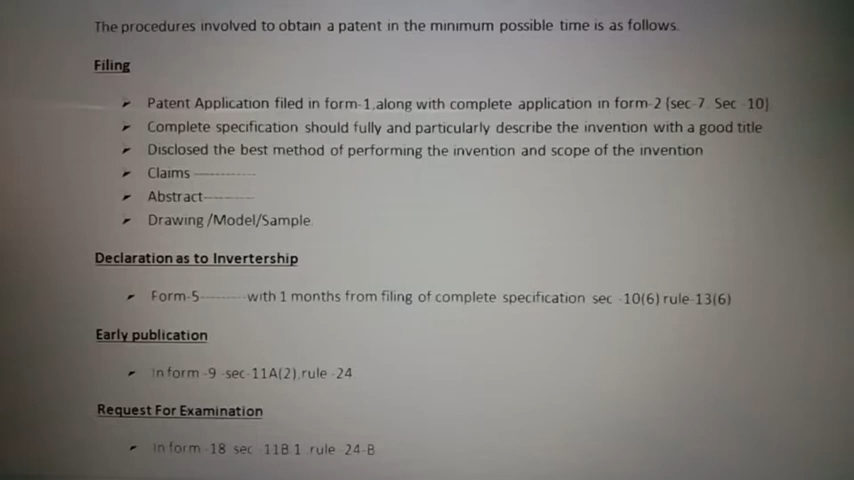 The procedures involved to obtain a patent in the minimum possible time is as follows.
Filing
➢ Patent Application filed in form-1,along with complete application in form-2 (sec-7. Sec -10)
➢ Complete specification should fully and particularly describe the invention with a good title
➢ Disclosed the best method of performing the invention and scope of the invention
➢ Claims ------------
➢ Abstract----------
➢ Drawing /Model/Sample.
Declaration as to Invertership
➢ Form-5--------- with 1 months from filing of complete specification sec -10(6) rule-13(6)
Early publication
➢ In form -9 -sec-11A(2),rule -24
Request For Examination
➢ In form -18 sec 11B.1 .rule -24-B